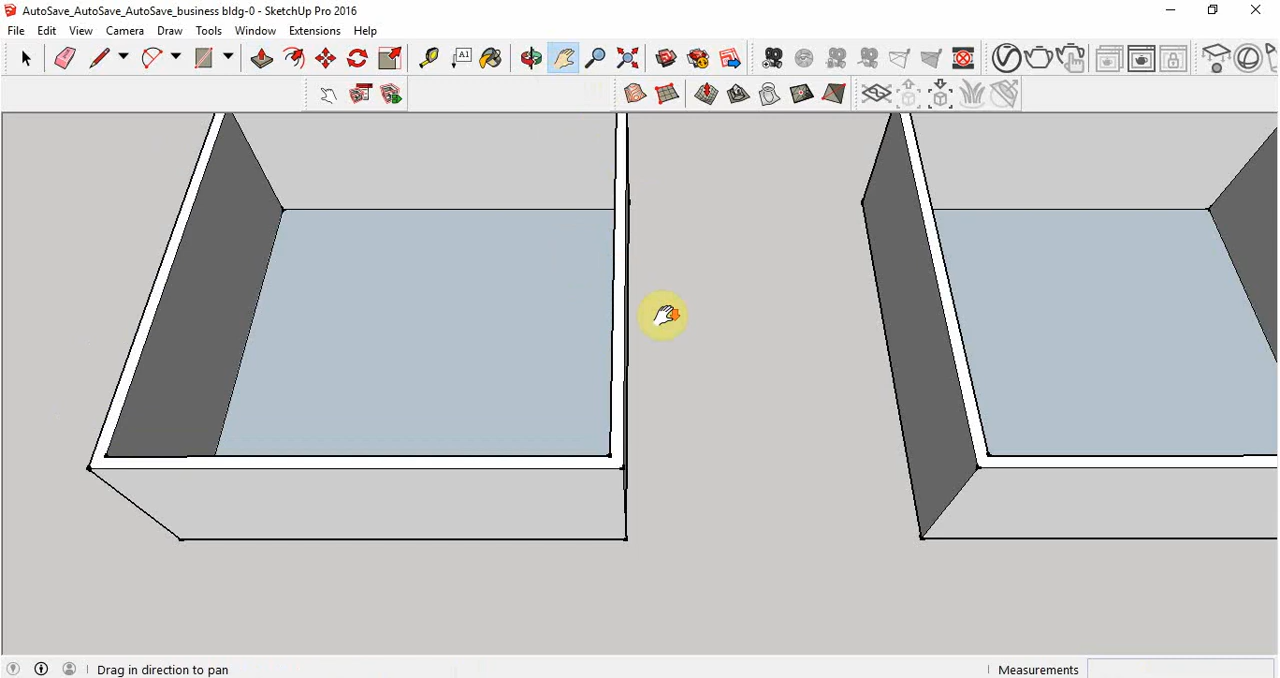 AutoSave_AutoSave_AutoSave_business bldg-0 - SketchUp Pro 2016
File Edit View Camera Draw Tools Window Extensions Help
A1
Drag in direction to pan
Measurements